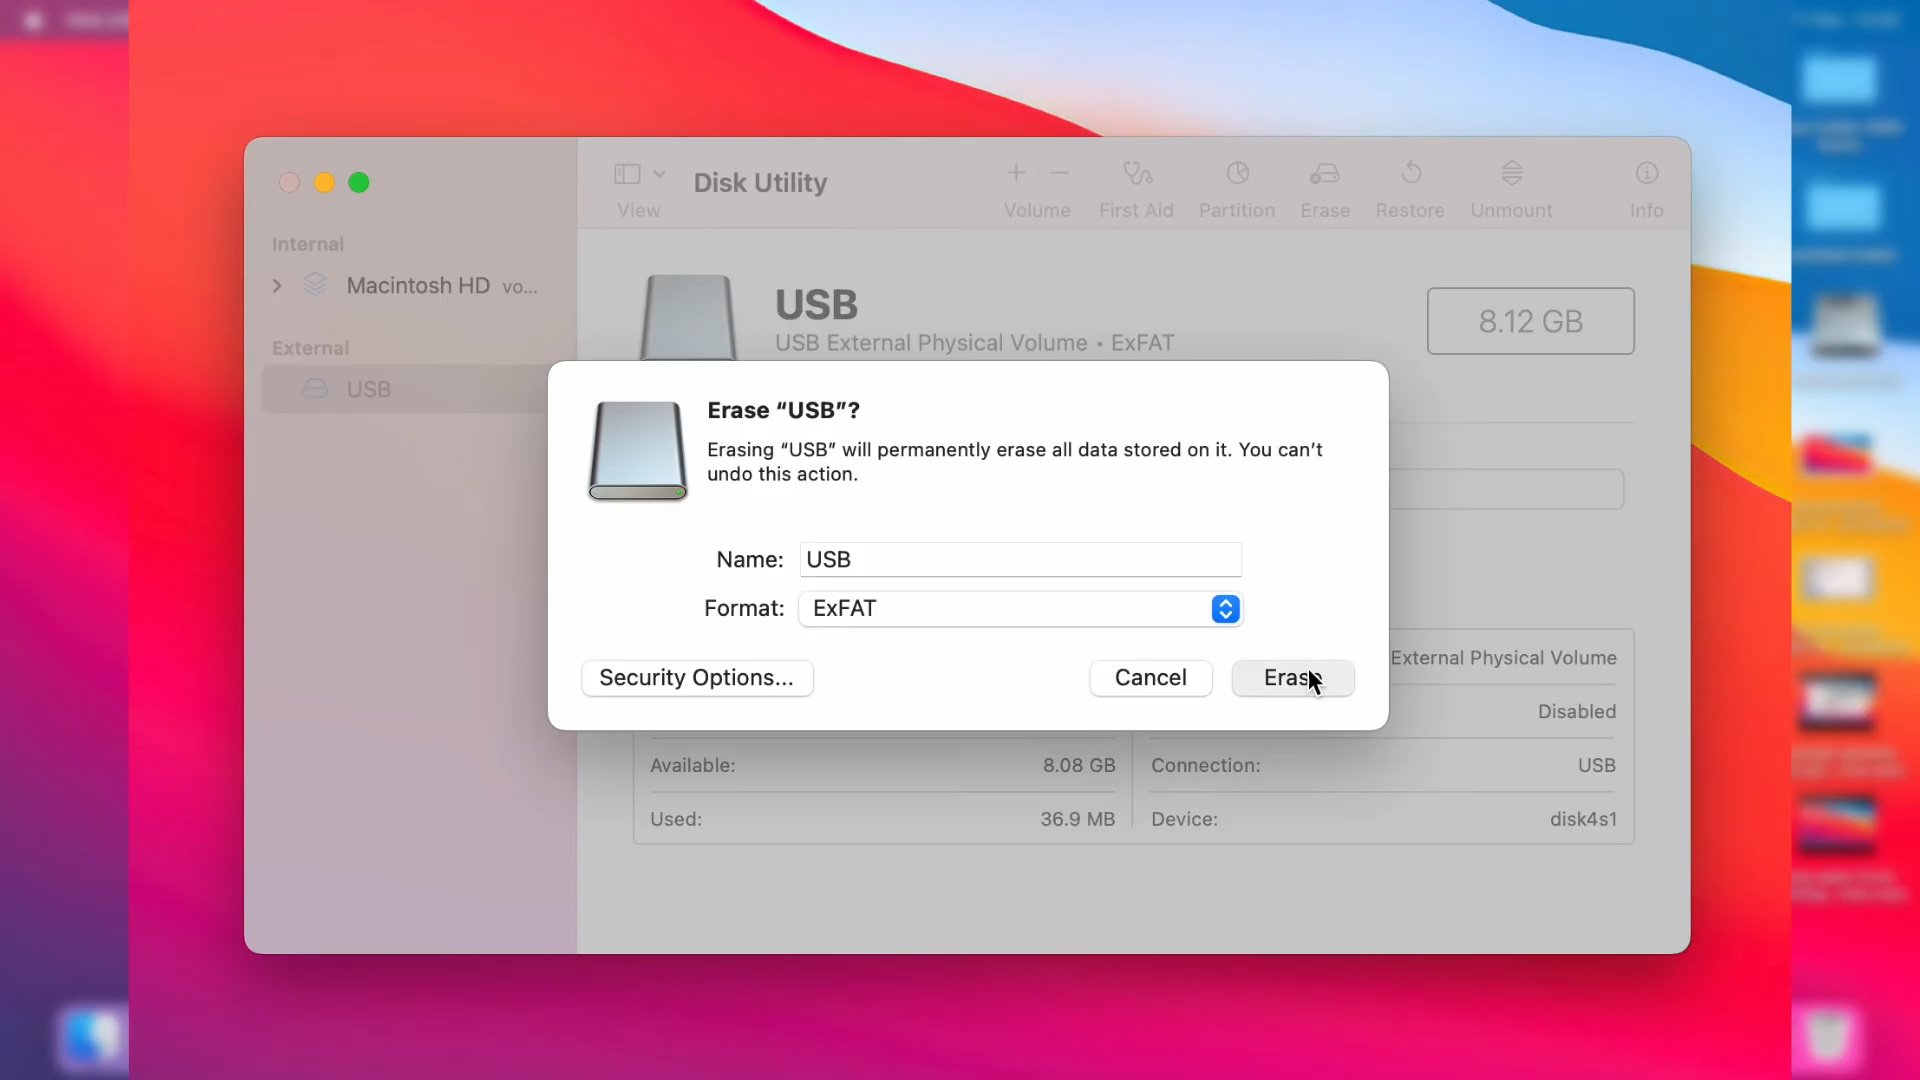 View
Disk Utility
Volume
First Aid
Partition
Erase
Restore
Unmount
Info
Internal
Macintosh HD vo...
External
USB
USB
USB External Physical Volume • ExFAT
8.12 GB
Erase “USB”?
Erasing “USB” will permanently erase all data stored on it. You can’t
undo this action.
Name: USB
Format: ExFAT
Security Options...
Cancel
Erase
External Physical Volume
Disabled
Available: 8.08 GB
Connection: USB
Used: 36.9 MB
Device: disk4s1